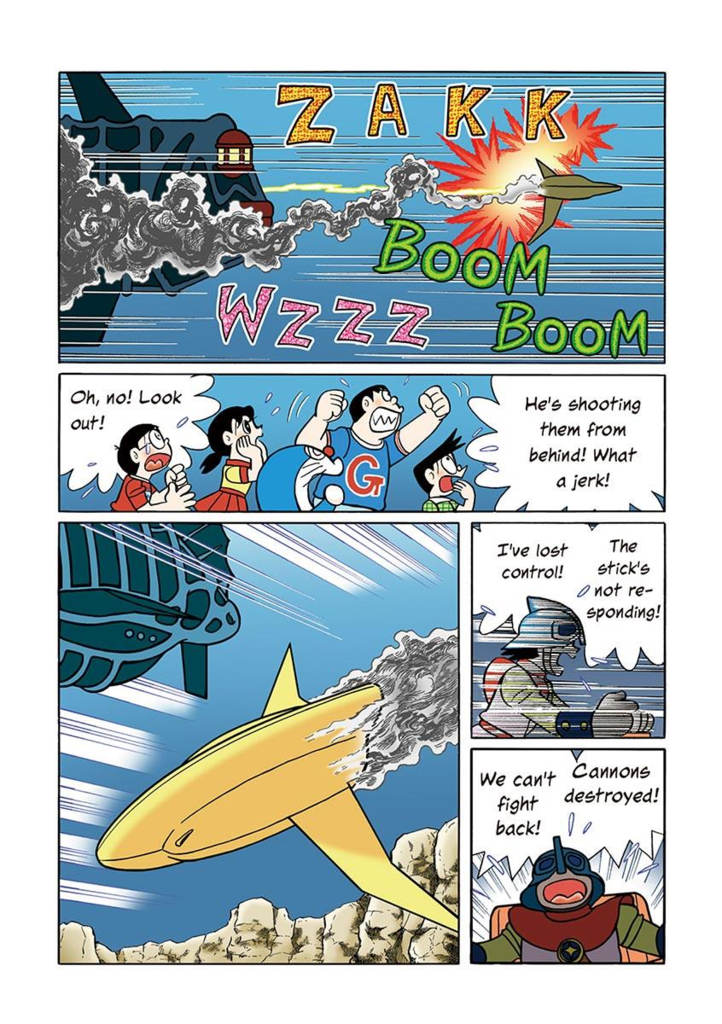 ZAKK
BOOM
WZZZ
BOOM
Oh, no! Look
out!
G
He's shooting
them from
behind! What
a jerk!
I've lost
control!
The
stick's
not re-
sponding!
We can't
fight
back!
Cannons
destroyed!